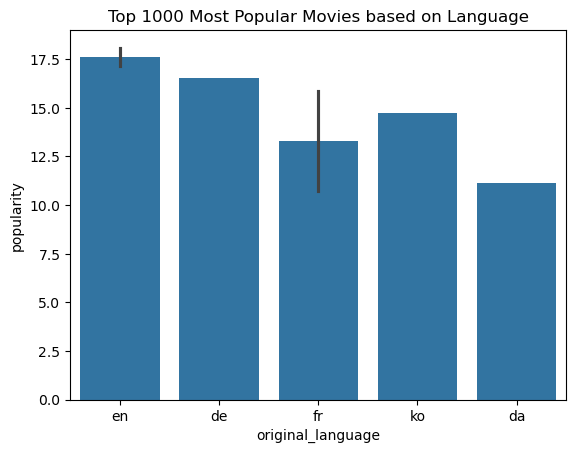 Top 1000 Most Popular Movies based on Language
popularity
17.5
15.0
12.5
10.0
7.5
5.0
2.5
0.0
en de fr ko da
original_language